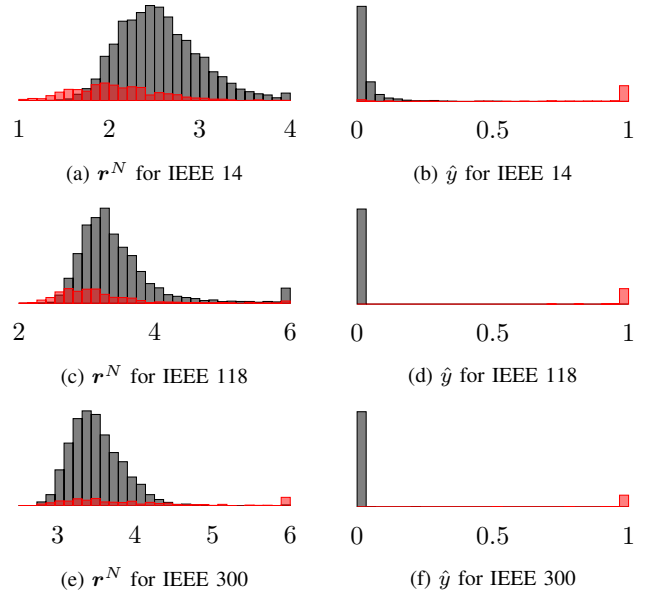 1 2 3 4 0 0.5 1
(a) r^N for IEEE 14 (b) ŷ for IEEE 14
2 4 6 0 0.5 1
(c) r^N for IEEE 118 (d) ŷ for IEEE 118
3 4 5 6 0 0.5 1
(e) r^N for IEEE 300 (f) ŷ for IEEE 300